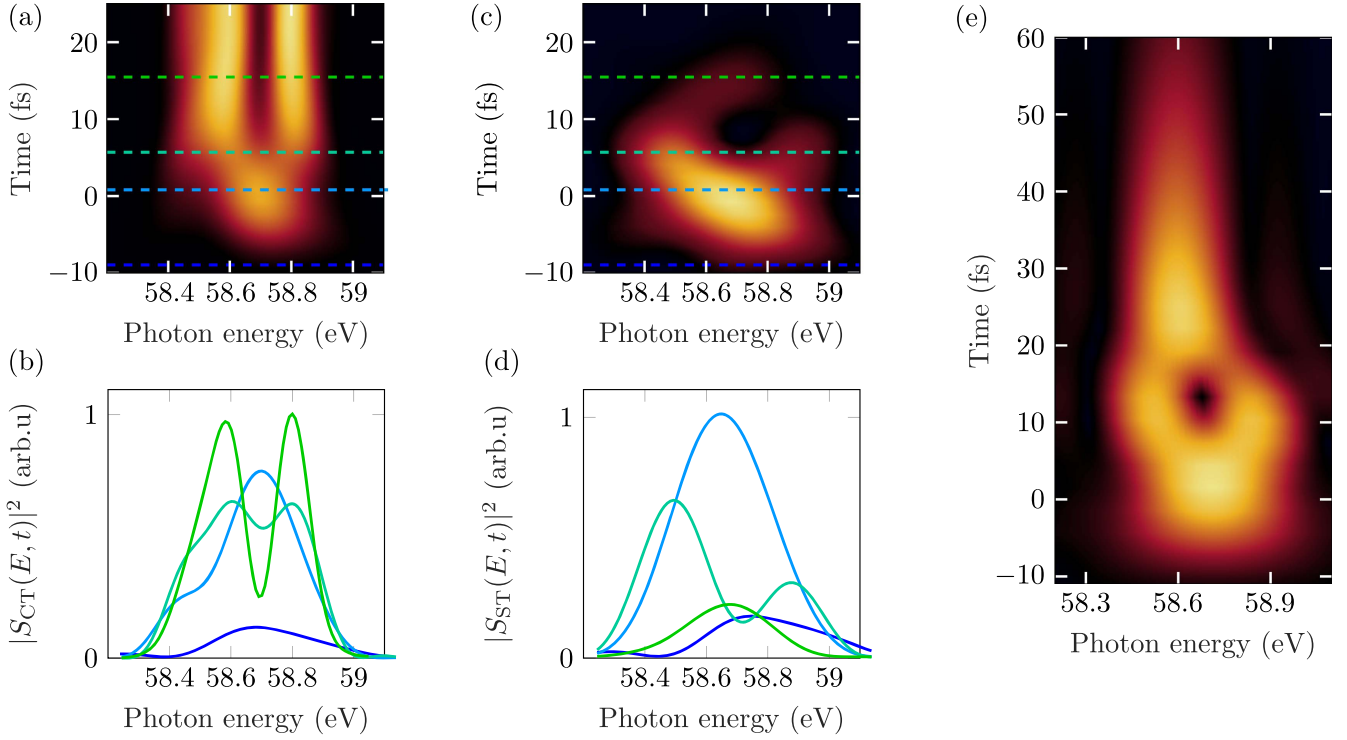 (a)
20
10
0
−10
Time (fs)
58.4 58.6 58.8 59
Photon energy (eV)
(b)
1
0
|S_CT(E, t)|² (arb.u)
58.4 58.6 58.8 59
Photon energy (eV)
(c)
20
10
0
−10
Time (fs)
58.4 58.6 58.8 59
Photon energy (eV)
(d)
1
0
|S_ST(E, t)|² (arb.u)
58.4 58.6 58.8 59
Photon energy (eV)
(e)
60
50
40
30
20
10
0
−10
Time (fs)
58.3 58.6 58.9
Photon energy (eV)